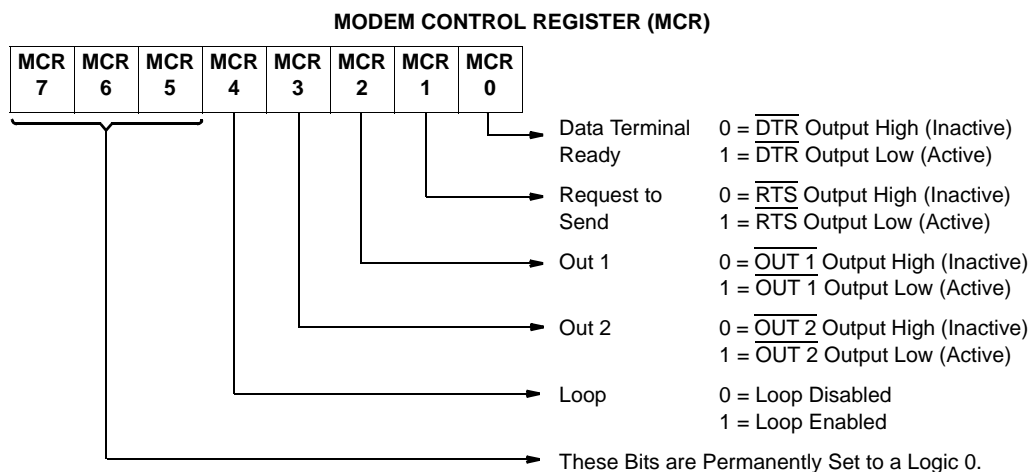 MODEM CONTROL REGISTER (MCR)
MCR 7 MCR 6 MCR 5 MCR 4 MCR 3 MCR 2 MCR 1 MCR 0
Data Terminal Ready
0 = DTR Output High (Inactive)
1 = DTR Output Low (Active)
Request to Send
0 = RTS Output High (Inactive)
1 = RTS Output Low (Active)
Out 1
0 = OUT 1 Output High (Inactive)
1 = OUT 1 Output Low (Active)
Out 2
0 = OUT 2 Output High (Inactive)
1 = OUT 2 Output Low (Active)
Loop
0 = Loop Disabled
1 = Loop Enabled
These Bits are Permanently Set to a Logic 0.